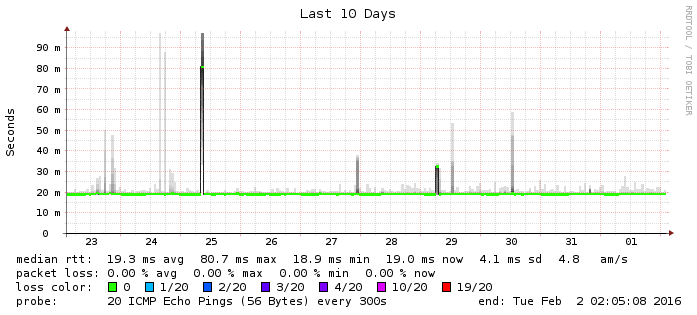 Last 10 Days
RRDTOOL / TOBI OETIKER
Seconds
90 m
80 m
70 m
60 m
50 m
40 m
30 m
20 m
10 m
0
23 24 25 26 27 28 29 30 31 01
median rtt: 19.3 ms avg 80.7 ms max 18.9 ms min 19.0 ms now 4.1 ms sd 4.8 am/s
packet loss: 0.00 % avg 0.00 % max 0.00 % min 0.00 % now
loss color: 0 1/20 2/20 3/20 4/20 10/20 19/20
probe: 20 ICMP Echo Pings (56 Bytes) every 300s end: Tue Feb 2 02:05:08 2016